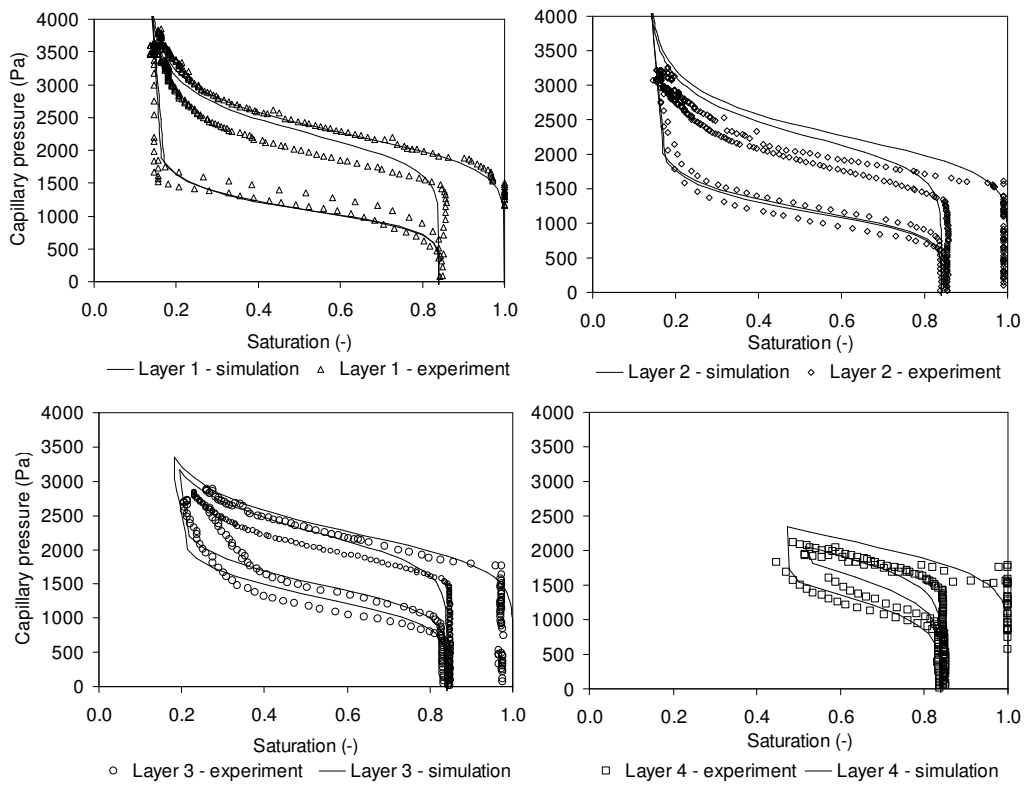 4000
3500
3000
2500
2000
1500
1000
500
0
Capillary pressure (Pa)
0.0 0.2 0.4 0.6 0.8 1.0
Saturation (-)
Layer 1 - simulation Layer 1 - experiment
4000
3500
3000
2500
2000
1500
1000
500
0
0.0 0.2 0.4 0.6 0.8 1.0
Saturation (-)
Layer 2 - simulation Layer 2 - experiment
4000
3500
3000
2500
2000
1500
1000
500
0
Capillary pressure (Pa)
0.0 0.2 0.4 0.6 0.8 1.0
Saturation (-)
Layer 3 - experiment Layer 3 - simulation
4000
3500
3000
2500
2000
1500
1000
500
0
0.0 0.2 0.4 0.6 0.8 1.0
Saturation (-)
Layer 4 - experiment Layer 4 - simulation